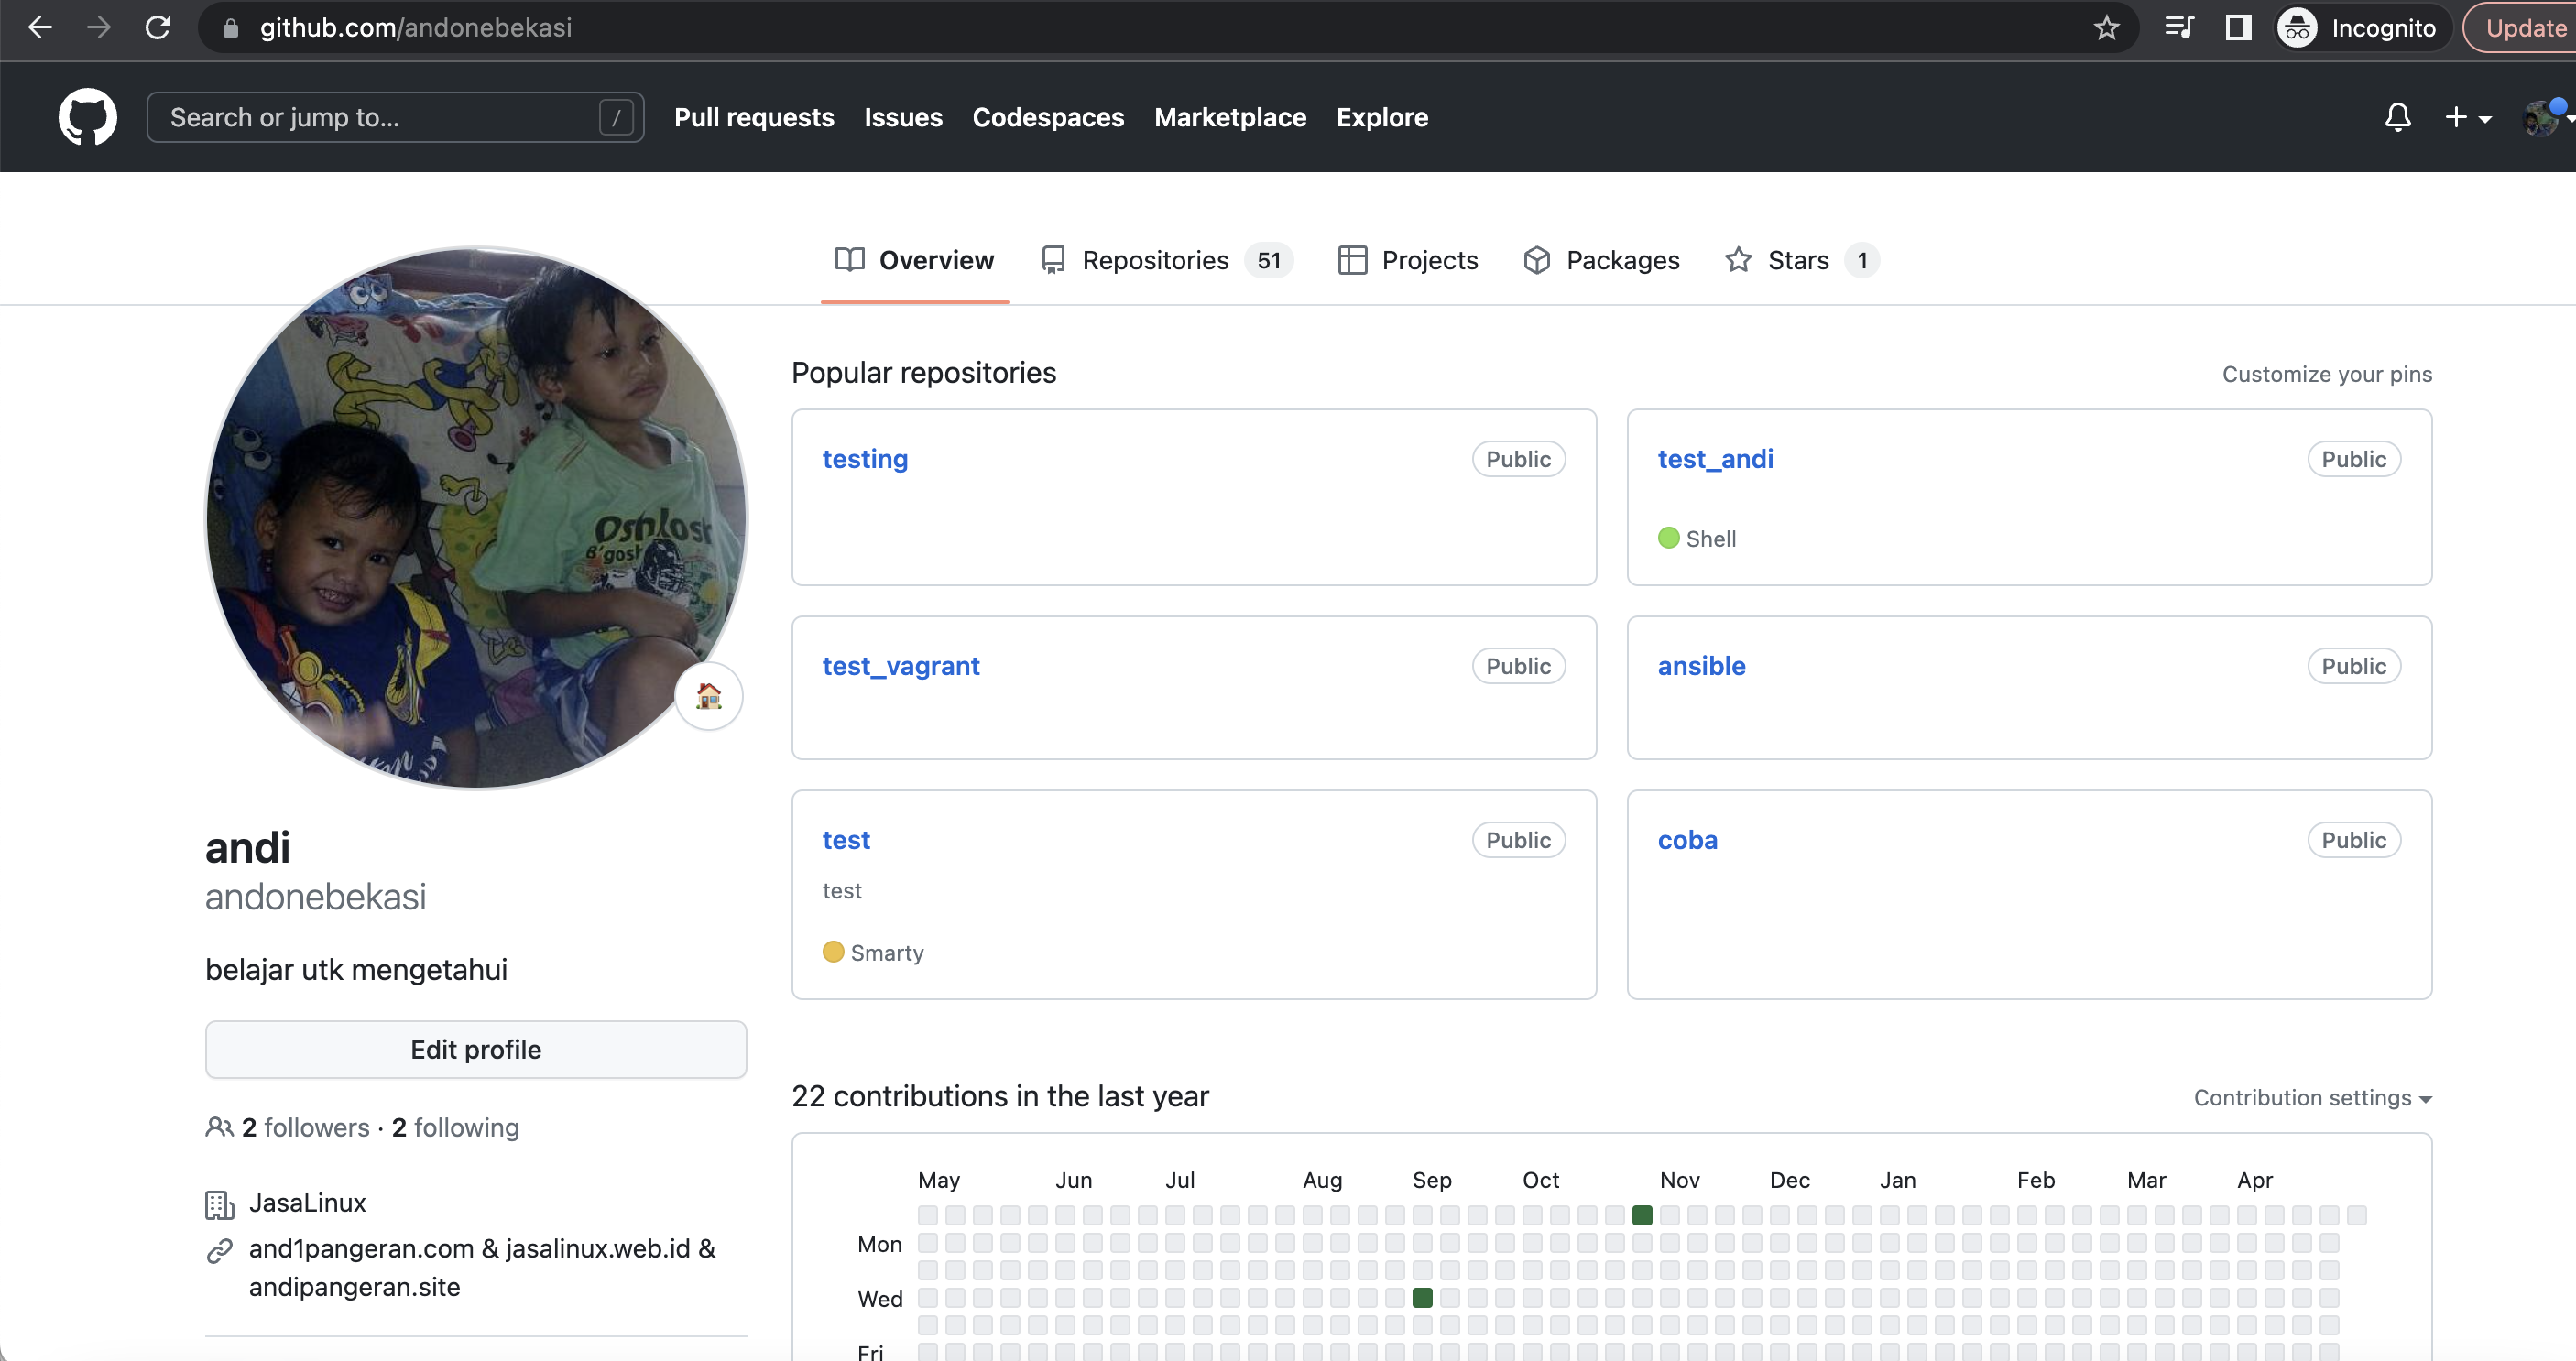 github.com/andonebekasi
Incognito
Update
Search or jump to...
/
Pull requests
Issues
Codespaces
Marketplace
Explore
Overview
Repositories 51
Projects
Packages
Stars 1
Popular repositories
Customize your pins
testing
Public
test_andi
Public
Shell
test_vagrant
Public
ansible
Public
test
Public
test
Smarty
coba
Public
Oshkosh
B'gosh
andi
andonebekasi
belajar utk mengetahui
Edit profile
2 followers · 2 following
JasaLinux
and1pangeran.com & jasalinux.web.id &
andipangeran.site
22 contributions in the last year
Contribution settings
May Jun Jul Aug Sep Oct Nov Dec Jan Feb Mar Apr
Mon
Wed
Fri